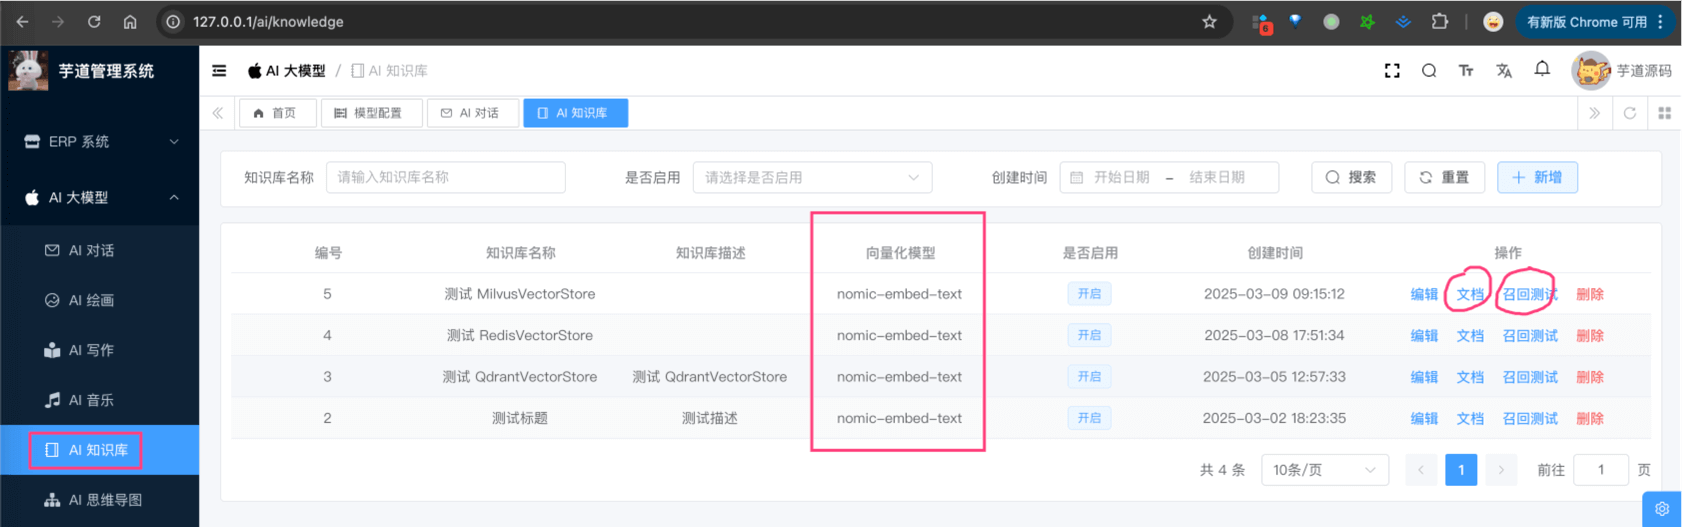 127.0.0.1/ai/knowledge
6
有新版 Chrome 可用
芋道管理系统
AI 大模型 / AI 知识库
芋道源码
首页
模型配置
AI 对话
AI 知识库
ERP 系统
AI 大模型
AI 对话
AI 绘画
AI 写作
AI 音乐
AI 知识库
AI 思维导图
知识库名称 请输入知识库名称 是否启用 请选择是否启用 创建时间 开始日期 - 结束日期 搜索 重置 新增
编号 知识库名称 知识库描述 向量化模型 是否启用 创建时间 操作
5 测试 MilvusVectorStore nomic-embed-text 开启 2025-03-09 09:15:12 编辑 文档 召回测试 删除
4 测试 RedisVectorStore nomic-embed-text 开启 2025-03-08 17:51:34 编辑 文档 召回测试 删除
3 测试 QdrantVectorStore 测试 QdrantVectorStore nomic-embed-text 开启 2025-03-05 12:57:33 编辑 文档 召回测试 删除
2 测试标题 测试描述 nomic-embed-text 开启 2025-03-02 18:23:35 编辑 文档 召回测试 删除
共 4 条 10条/页 1 前往 1 页